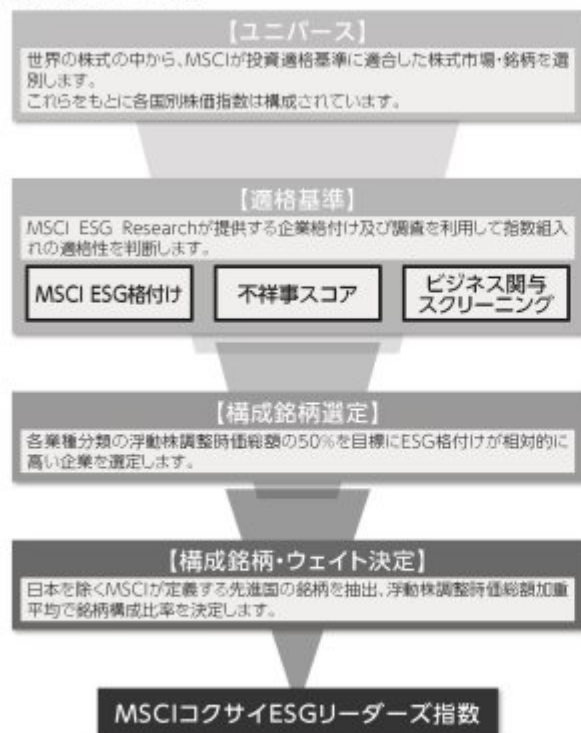 【ユニバース】
世界の株式の中から、MSCIが投資適格基準に適合した株式市場・銘柄を選
別します。
これらをもとに各国別株価指数は構成されています。
【適格基準】
MSCI ESG Researchが提供する企業格付け及び調査を利用して指数組入
れの適格性を判断します。
MSCI ESG格付け
不祥事スコア
ビジネス関与
スクリーニング
【構成銘柄選定】
各業種分類の浮動株調整時価総額の50%を目標にESG格付けが相対的に
高い企業を選定します。
【構成銘柄・ウェイト決定】
日本を除くMSCIが定義する先進国の銘柄を抽出、浮動株調整時価総額加重
平均で銘柄構成比率を決定します。
MSCIコクサイESGリーダーズ指数